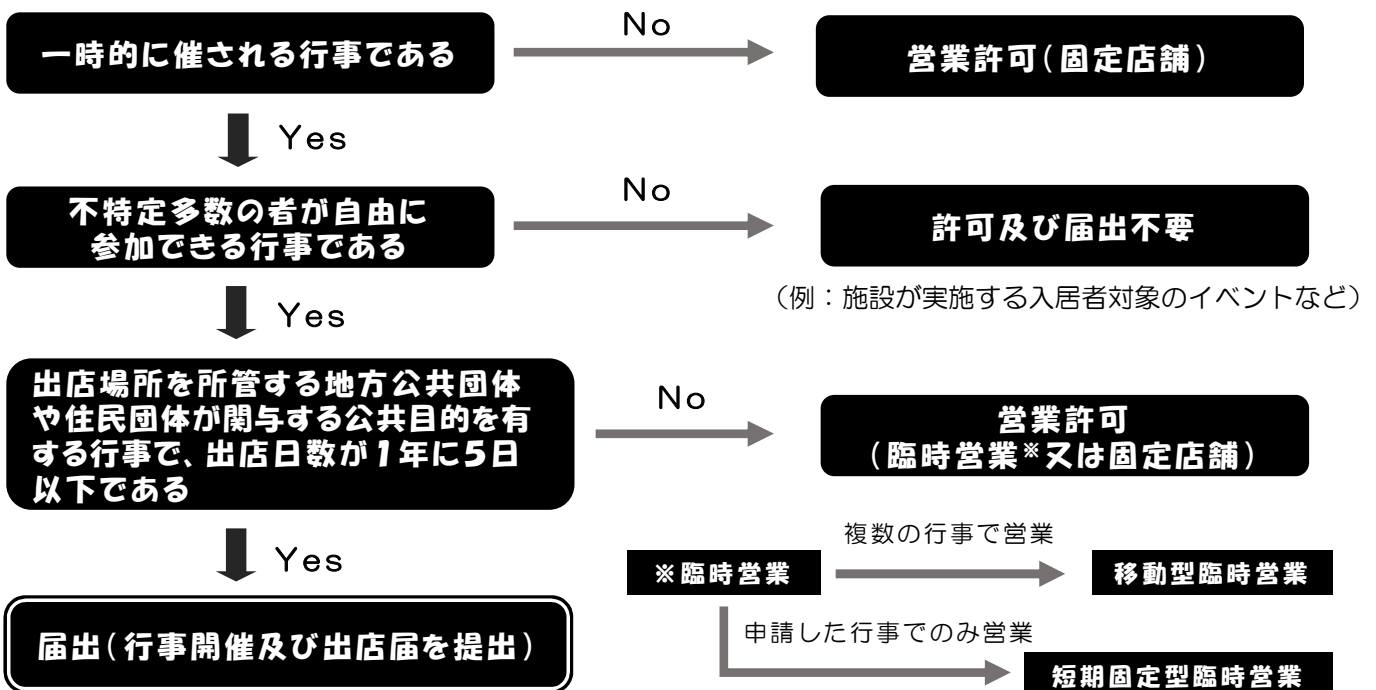 一時的に催される行事である
No
営業許可(固定店舗)
Yes
不特定多数の者が自由に
参加できる行事である
No
許可及び届出不要
(例：施設が実施する入居者対象のイベントなど)
Yes
出店場所を所管する地方公共団体
や住民団体が関与する公共目的を有
する行事で、出店日数が1年に5日
以下である
No
営業許可
(臨時営業※又は固定店舗)
Yes
届出(行事開催及び出店届を提出)
※臨時営業
複数の行事で営業
移動型臨時営業
申請した行事でのみ営業
短期固定型臨時営業